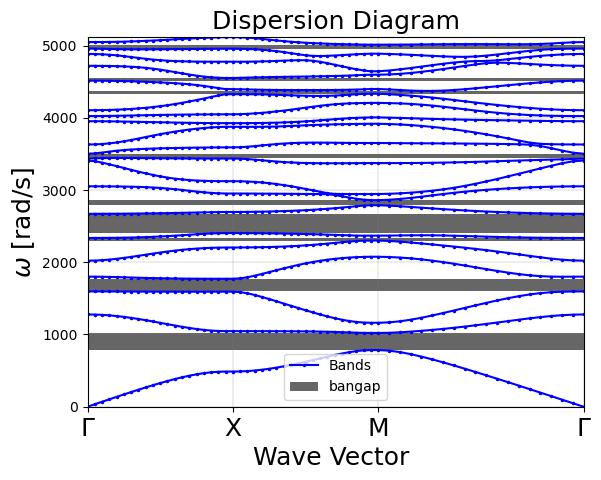 Dispersion Diagram
5000
4000
3000
2000
1000
0
ω [rad/s]
Bands
bangap
Γ X M Γ
Wave Vector